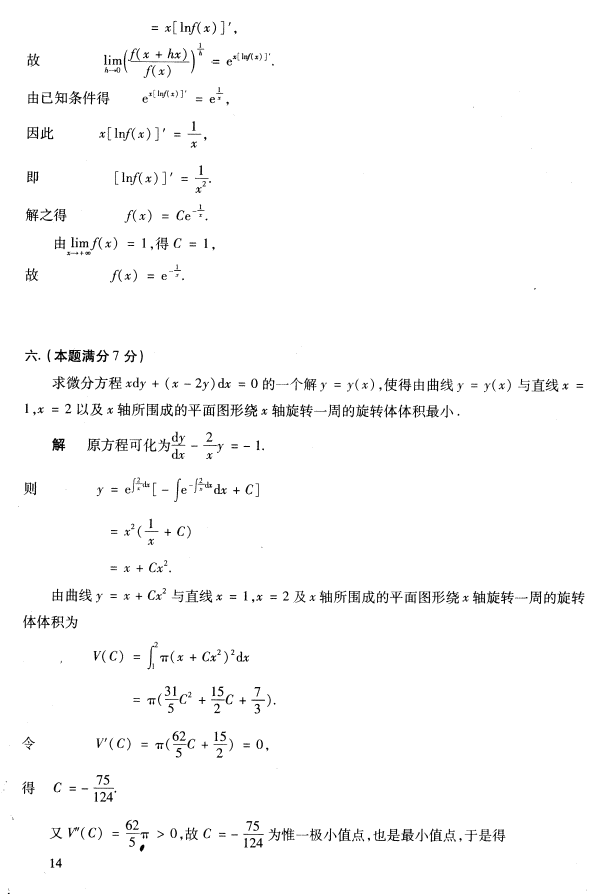 = x[lnf(x)]′,
故 lim_{h→0}(f(x + hx)/f(x))^{1/h} = e^{x[lnf(x)]′}.
由已知条件得 e^{x[lnf(x)]′} = e^{1/x},
因此 x[lnf(x)]′ = 1/x,
即 [lnf(x)]′ = 1/x².
解之得 f(x) = Ce^{-1/x}.
由 lim_{x→+∞} f(x) = 1,得 C = 1,
故 f(x) = e^{-1/x}.
六.(本题满分 7 分)
求微分方程 xdy + (x - 2y)dx = 0 的一个解 y = y(x),使得由曲线 y = y(x) 与直线 x =
1,x = 2 以及 x 轴所围成的平面图形绕 x 轴旋转一周的旋转体体积最小.
解 原方程可化为 dy/dx - 2/x y = - 1.
则 y = e^{∫2/x dx}[ - ∫e^{-∫2/x dx}dx + C]
= x²(1/x + C)
= x + Cx².
由曲线 y = x + Cx² 与直线 x = 1,x = 2 及 x 轴所围成的平面图形绕 x 轴旋转一周的旋转
体体积为
V(C) = ∫₁² π(x + Cx²)²dx
= π(31/5 C² + 15/2 C + 7/3).
令 V′(C) = π(62/5 C + 15/2) = 0,
得 C = - 75/124.
又 V″(C) = 62/5 π > 0,故 C = - 75/124 为惟一极小值点,也是最小值点,于是得
14